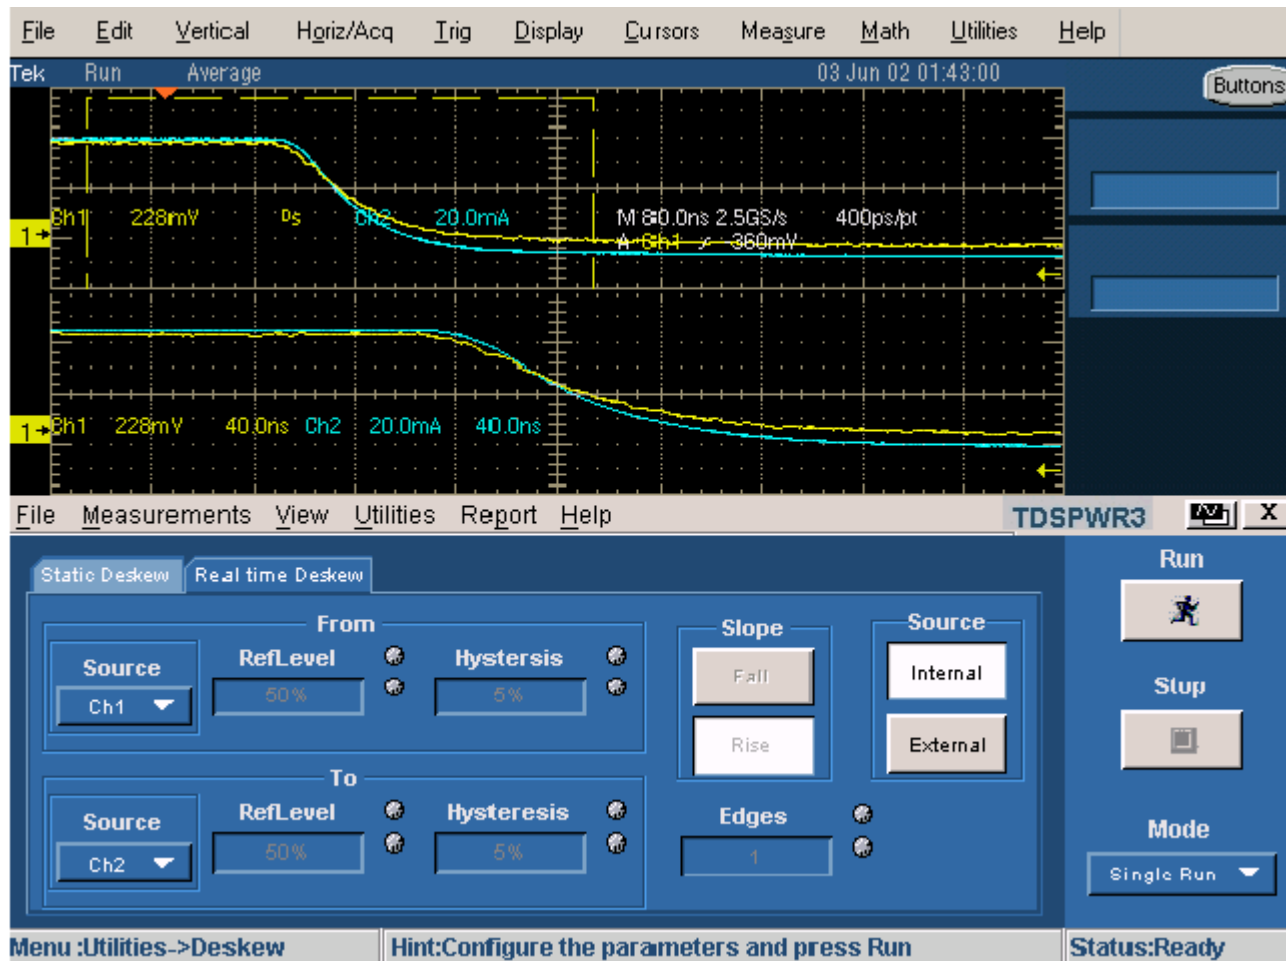 File Edit Vertical Horiz/Acq Trig Display Cursors Measure Math Utilities Help
Tek Run Average 03 Jun 02 01:43:00
Buttons
Ch1 228mV Ds Ch2 20.0mA M 80.0ns 2.5GS/s 400ps/pt
1
A Ch1 360mV
1
Ch1 228mV 40.0ns Ch2 20.0mA 40.0ns
File Measurements View Utilities Report Help TDSPWR3 X
Static Deskew Real time Deskew
Run
From
Source RefLevel Hystersis
Ch1 50% 5%
Slope
Fall
Rise
Source
Internal
External
Stop
To
Source RefLevel Hysteresis
Ch2 50% 5%
Edges
1
Mode
Single Run
Menu :Utilities->Deskew Hint:Configure the parameters and press Run Status:Ready